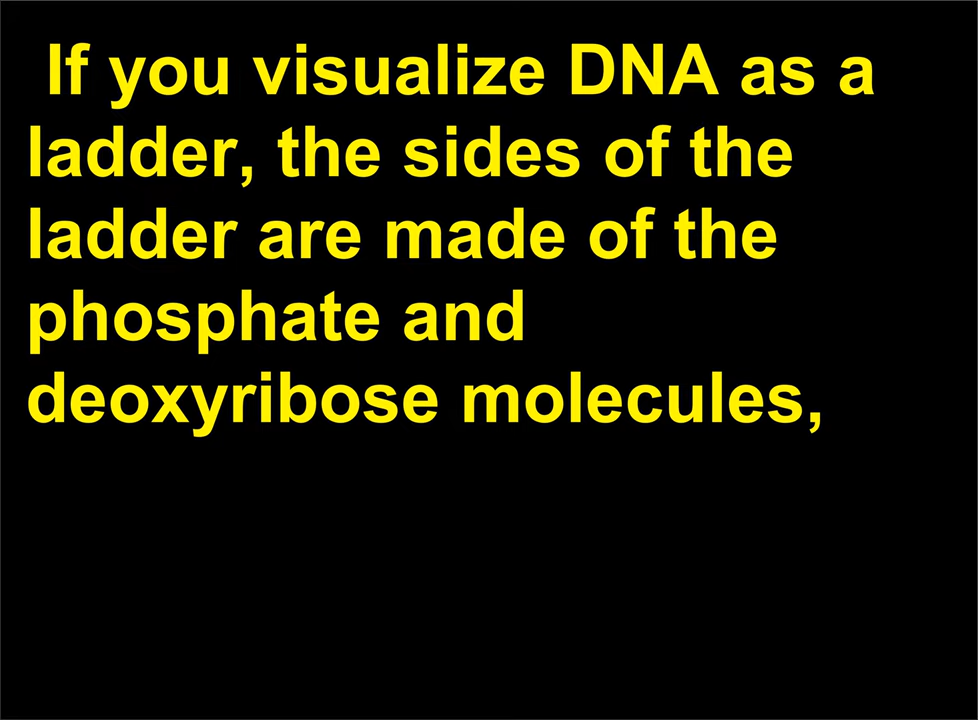 If you visualize DNA as a
ladder, the sides of the
ladder are made of the
phosphate and
deoxyribose molecules,